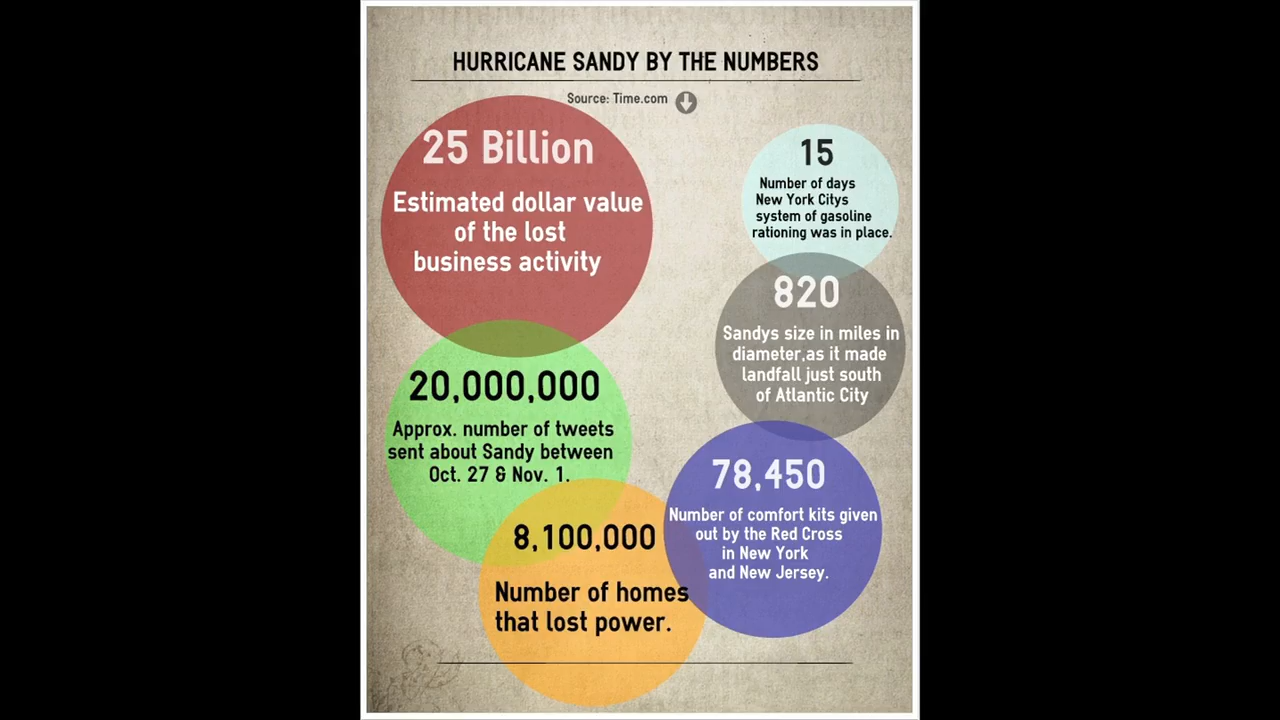 HURRICANE SANDY BY THE NUMBERS
Source: Time.com
25 Billion
Estimated dollar value
of the lost
business activity
15
Number of days
New York Citys
system of gasoline
rationing was in place.
820
Sandys size in miles in
diameter,as it made
landfall just south
of Atlantic City
20,000,000
Approx. number of tweets
sent about Sandy between
Oct. 27 & Nov. 1.
78,450
Number of comfort kits given
out by the Red Cross
in New York
and New Jersey.
8,100,000
Number of homes
that lost power.